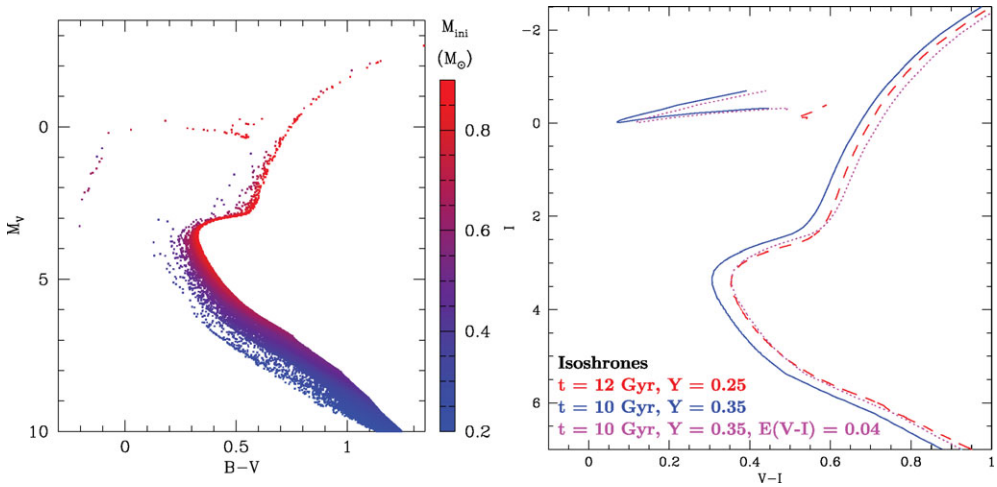 M_ini
(M_⊙)
0
5
10
M_V
0
0.5
1
B−V
0.8
0.6
0.4
0.2
−2
0
2
4
6
I
Isoshrones
t = 12 Gyr, Y = 0.25
t = 10 Gyr, Y = 0.35
t = 10 Gyr, Y = 0.35, E(V-I) = 0.04
0
0.2
0.4
0.6
0.8
1
V−I